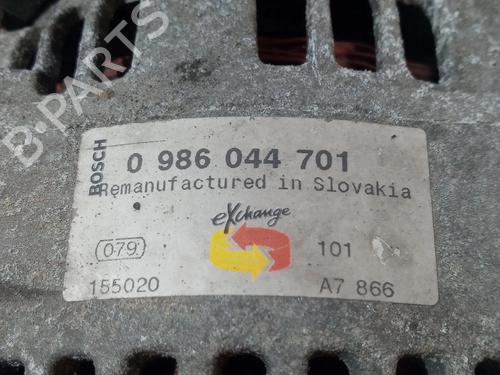 B-PARTS
BOSCH
0 986 044 701
Remanufactured in Slovakia
eXchange
079
101
155020
A7 866